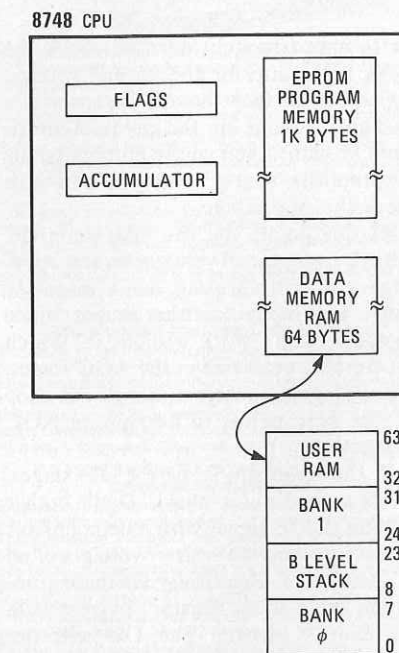 8748 CPU
FLAGS
ACCUMULATOR
EPROM
PROGRAM
MEMORY
1K BYTES
DATA
MEMORY
RAM
64 BYTES
USER
RAM
63
32
BANK
1
31
24
B LEVEL
STACK
23
8
BANK
ϕ
7
0